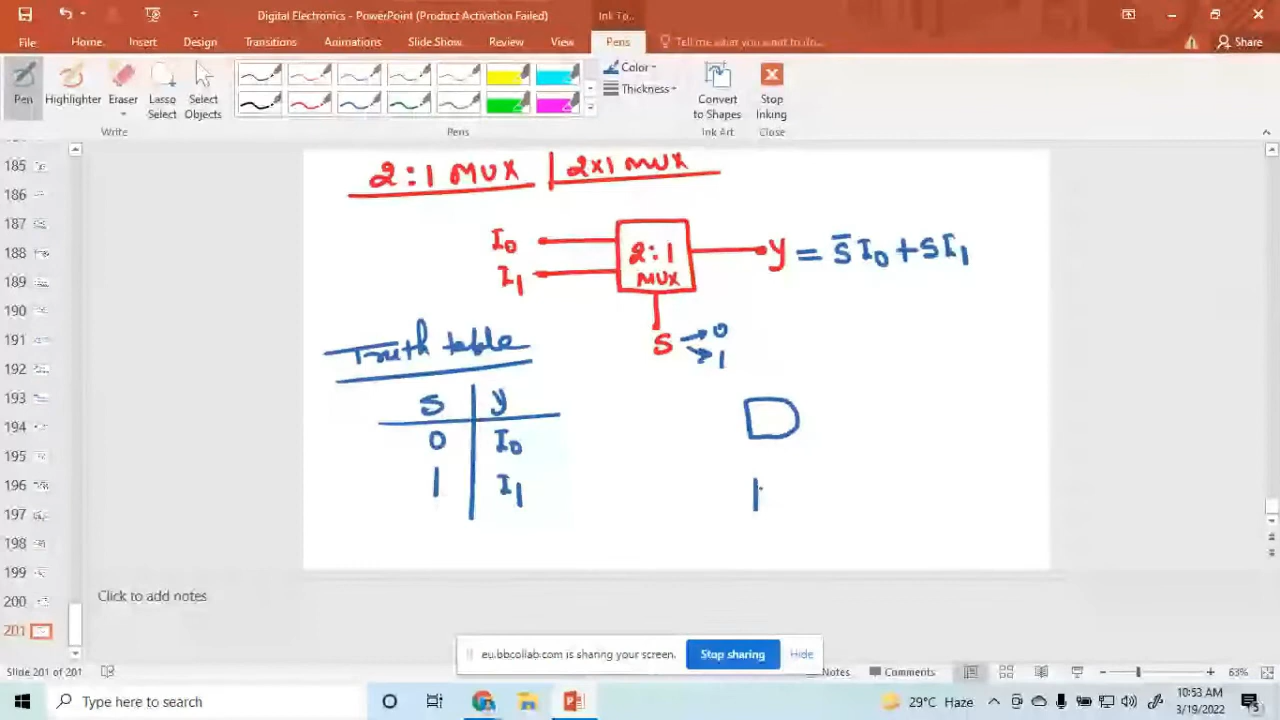 Digital Electronics - PowerPoint (Product Activation Failed)
Ink To...
File Home Insert Design Transitions Animations Slide Show Review View Pens Tell me what you want to do... Share
Pen Highlighter Eraser Lasso Select Select Objects
Color
Thickness
Convert to Shapes
Stop Inking
Write Pens Ink Art Close
185
186
187
188
189
190
191
192
193
194
195
196
197
198
199
200
201
2:1 MUX | 2x1 MUX
I0
I1
2:1
MUX
y = S̅ I0 + S I1
S → 0
→ 1
Truth table
S y
0 I0
1 I1
Click to add notes
eu.bbcollab.com is sharing your screen. Stop sharing Hide
Slide 201 of 201 Notes Comments 63%
Type here to search
29°C Haze
10:53 AM
3/19/2022